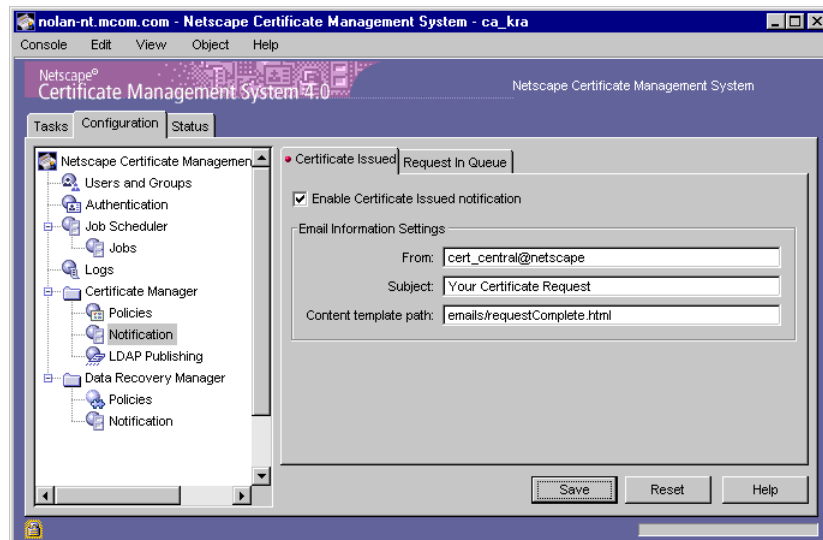 nolan-nt.mcom.com - Netscape Certificate Management System - ca_kra
Console Edit View Object Help
Netscape®
Certificate Management System 4.0
Netscape Certificate Management System
Tasks Configuration Status
Netscape Certificate Managemen
Users and Groups
Authentication
Job Scheduler
Jobs
Logs
Certificate Manager
Policies
Notification
LDAP Publishing
Data Recovery Manager
Policies
Notification
Certificate Issued Request In Queue
Enable Certificate Issued notification
Email Information Settings
From: cert_central@netscape
Subject: Your Certificate Request
Content template path: emails/requestComplete.html
Save Reset Help